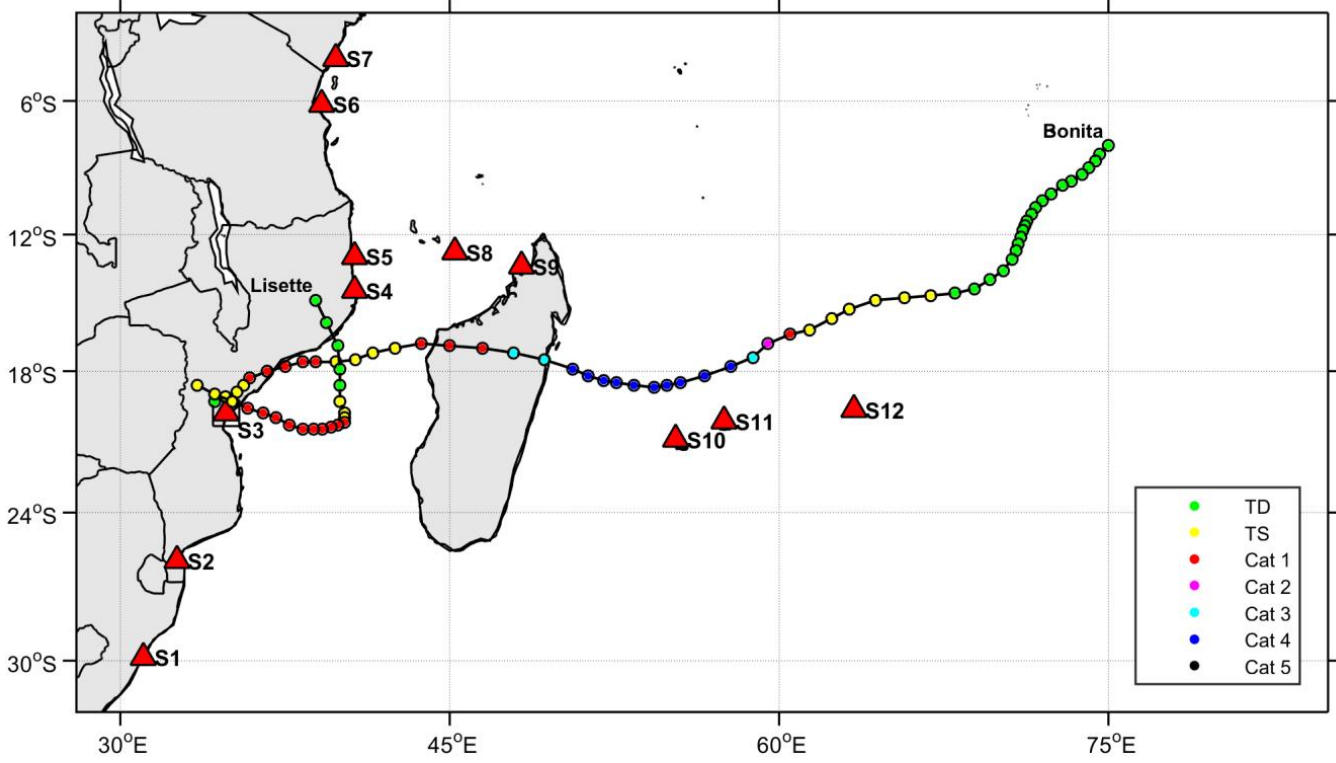 S7
6°S
S6
Bonita
12°S
S5
S8
S9
Lisette
S4
18°S
S3
S12
S11
S10
24°S
S2
30°S
S1
TD
TS
Cat 1
Cat 2
Cat 3
Cat 4
Cat 5
30°E
45°E
60°E
75°E